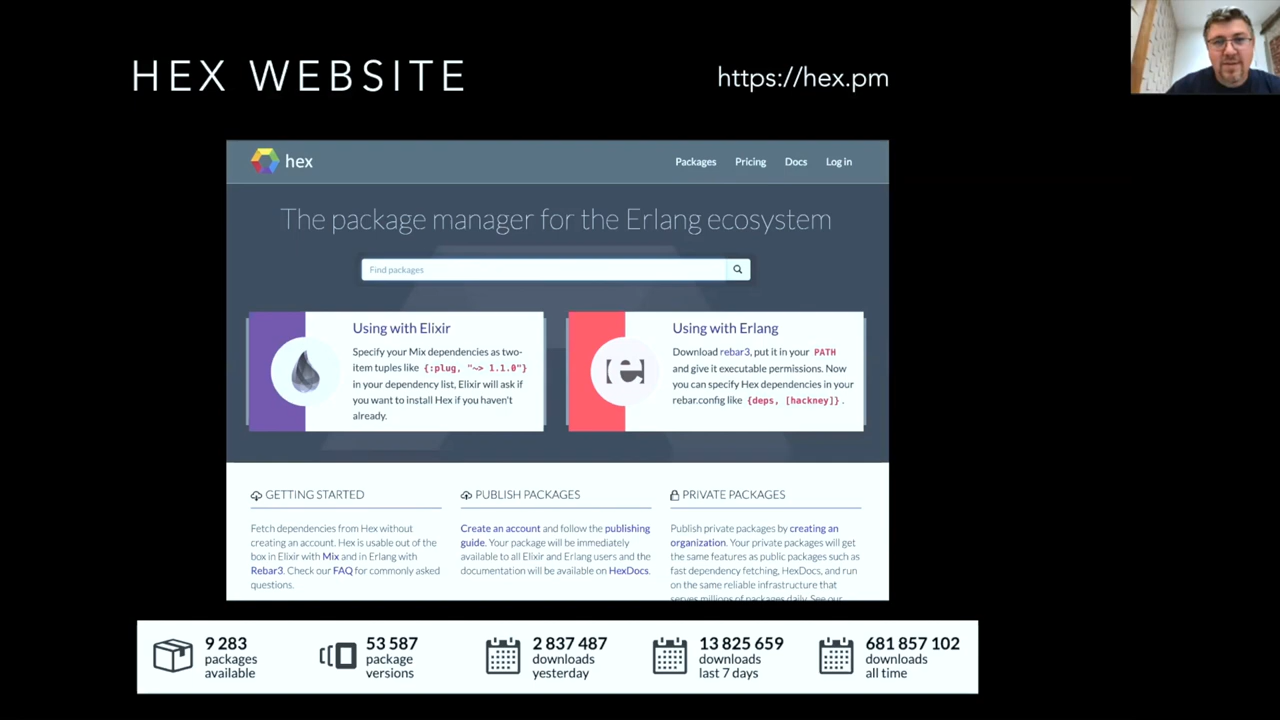 HEX WEBSITE
https://hex.pm
hex
Packages
Pricing
Docs
Log in
The package manager for the Erlang ecosystem
Find packages
Using with Elixir
Specify your Mix dependencies as two-
item tuples like {:plug, "~> 1.1.0"}
in your dependency list, Elixir will ask if
you want to install Hex if you haven't
already.
Using with Erlang
Download rebar3, put it in your PATH
and give it executable permissions. Now
you can specify Hex dependencies in your
rebar.config like {deps, [hackney]}.
GETTING STARTED
Fetch dependencies from Hex without
creating an account. Hex is usable out of the
box in Elixir with Mix and in Erlang with
Rebar3. Check our FAQ for commonly asked
questions.
PUBLISH PACKAGES
Create an account and follow the publishing
guide. Your package will be immediately
available to all Elixir and Erlang users and the
documentation will be available on HexDocs.
PRIVATE PACKAGES
Publish private packages by creating an
organization. Your private packages will get
the same features as public packages such as
fast dependency fetching, HexDocs, and run
on the same reliable infrastructure that
serves millions of packages daily. See our
9 283
packages
available
53 587
package
versions
2 837 487
downloads
yesterday
13 825 659
downloads
last 7 days
681 857 102
downloads
all time